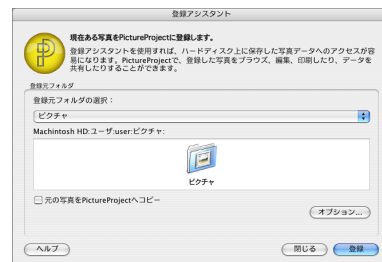 登録アシスタント
現在ある写真をPictureProjectに登録します。
登録アシスタントを使用すれば、ハードディスク上に保存した写真データへのアクセスが容
易になります。PictureProjectで、登録した写真をブラウズ、編集、印刷したり、データを
共有したりすることができます。
登録元フォルダ
登録元フォルダの選択：
ピクチャ
Machintosh HD:ユーザ:user:ピクチャ:
ピクチャ
元の写真をPictureProjectへコピー
オプション...
ヘルプ
閉じる
登録